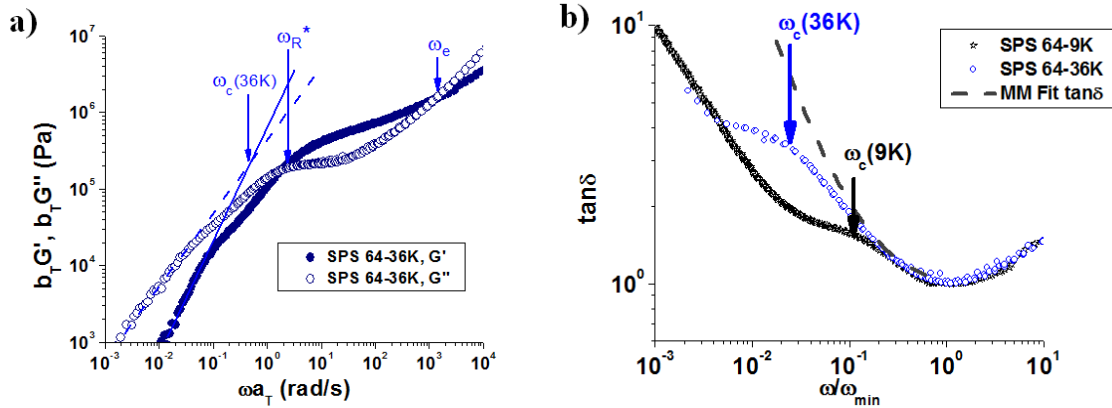 a)
b_TG', b_TG'' (Pa)
10^7
10^6
10^5
10^4
10^3
ω_c(36K)
ω_R*
ω_e
SPS 64-36K, G'
SPS 64-36K, G''
10^-3 10^-2 10^-1 10^0 10^1 10^2 10^3 10^4
ωa_T (rad/s)
b)
tanδ
10^1
10^0
ω_c(36K)
ω_c(9K)
SPS 64-9K
SPS 64-36K
MM Fit tanδ
10^-3 10^-2 10^-1 10^0 10^1
ω/ω_min